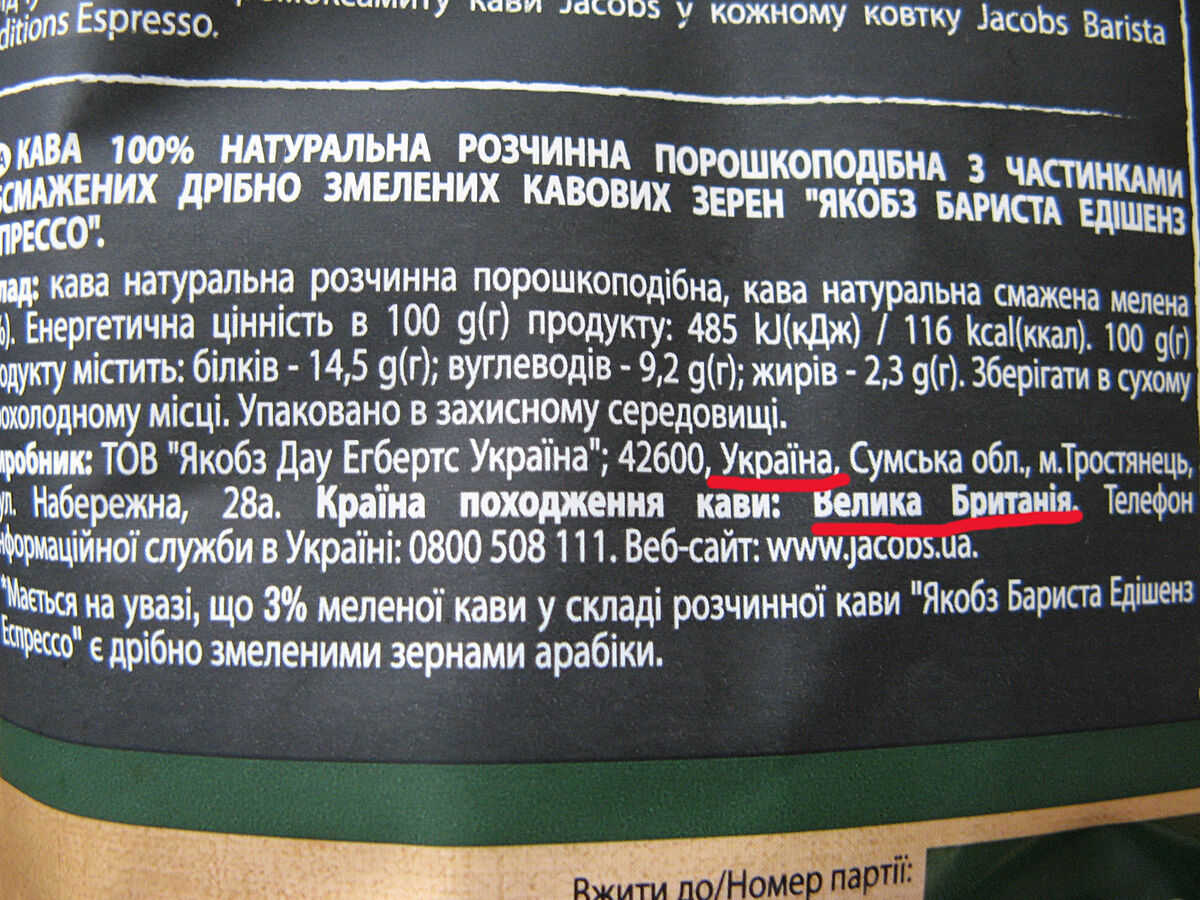 кави Jacobs у кожному ковтку Jacobs Barista
ditions Espresso.
КАВА 100% НАТУРАЛЬНА РОЗЧИННА ПОРОШКОПОДІБНА З ЧАСТИНКАМИ
БСМАЖЕНИХ ДРІБНО ЗМЕЛЕНИХ КАВОВИХ ЗЕРЕН "ЯКОБЗ БАРИСТА ЕДІШЕНЗ
ПРЕССО".
лад: кава натуральна розчинна порошкоподібна, кава натуральна смажена мелена
%). Енергетична цінність в 100 g(г) продукту: 485 kJ(кДж) / 116 kcal(ккал). 100 g(г)
одукту містить: білків - 14,5 g(г); вуглеводів - 9,2 g(г); жирів - 2,3 g(г). Зберігати в сухому
охолодному місці. Упаковано в захисному середовищі.
иробник: ТОВ "Якобз Дау Егбертс Україна"; 42600, Україна, Сумська обл., м.Тростянець,
ул. Набережна, 28а. Країна походження кави: Велика Британія. Телефон
нформаційної служби в Україні: 0800 508 111. Веб-сайт: www.jacobs.ua.
*Мається на увазі, що 3% меленої кави у складі розчинної кави "Якобз Бариста Едішенз
Еспрессо" є дрібно змеленими зернами арабіки.
Вжити до/Номер партії: